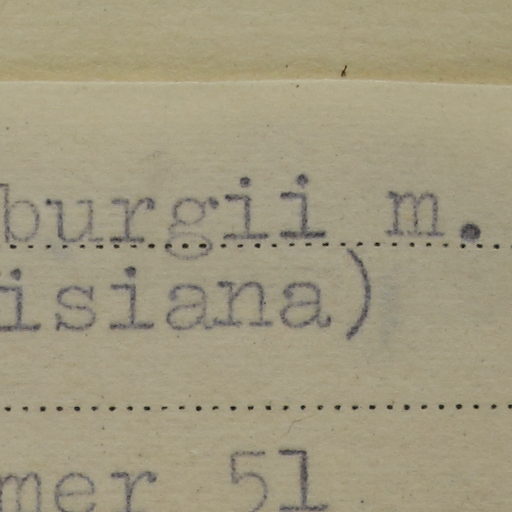 burgii m.
isiana)
mer 51